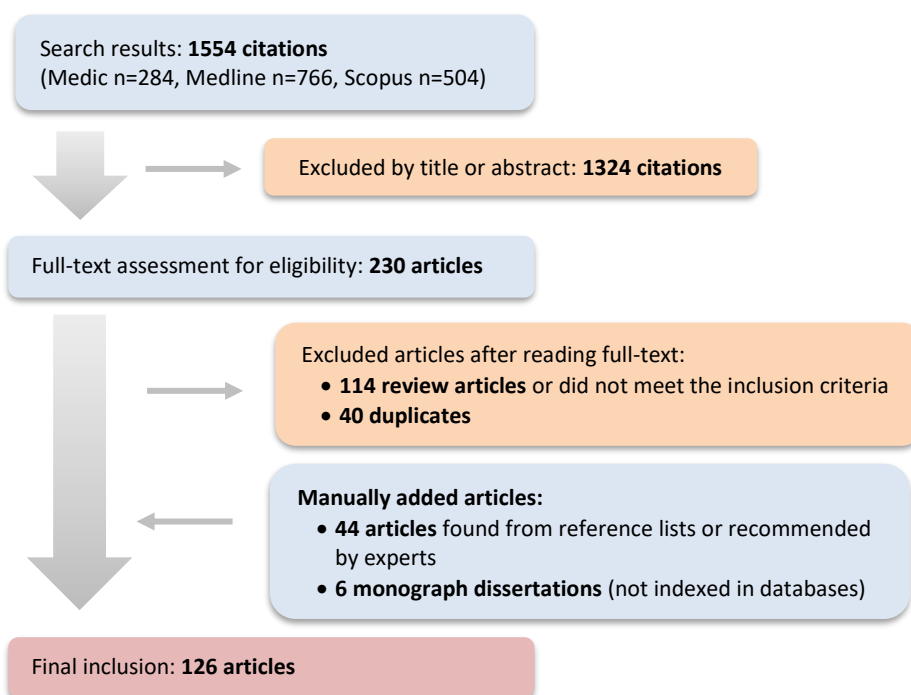 Search results: 1554 citations
(Medic n=284, Medline n=766, Scopus n=504)
Excluded by title or abstract: 1324 citations
Full-text assessment for eligibility: 230 articles
Excluded articles after reading full-text:
• 114 review articles or did not meet the inclusion criteria
• 40 duplicates
Manually added articles:
• 44 articles found from reference lists or recommended
by experts
• 6 monograph dissertations (not indexed in databases)
Final inclusion: 126 articles